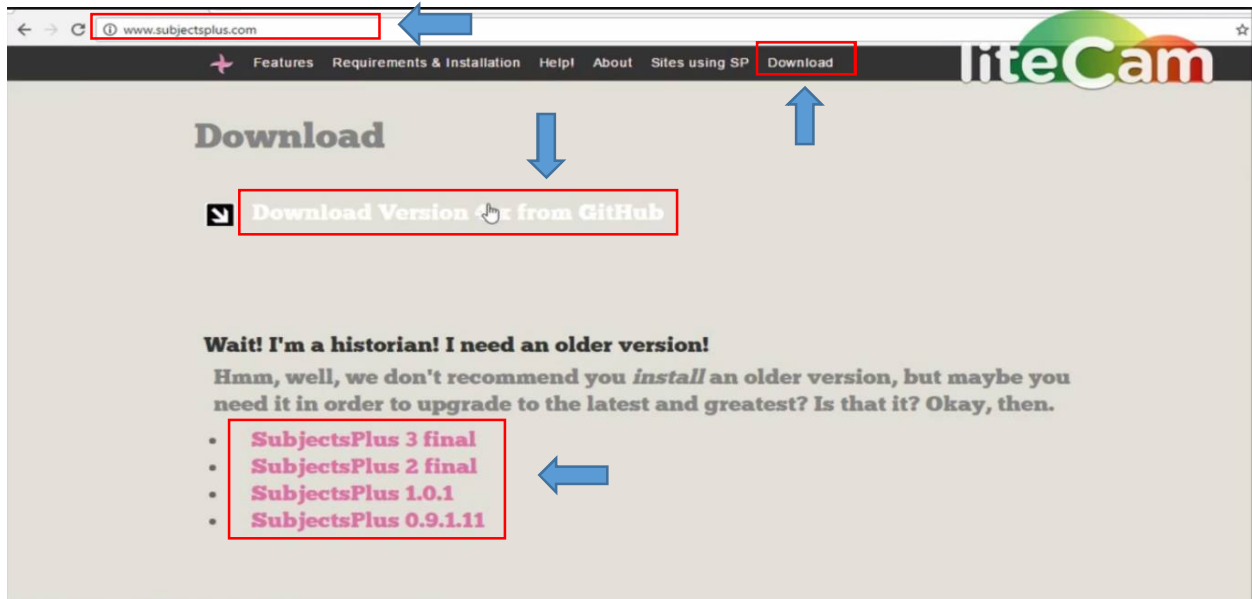 www.subjectsplus.com
Features Requirements & Installation Help! About Sites using SP Download
liteCam
Download
Download Version x from GitHub
Wait! I'm a historian! I need an older version!
Hmm, well, we don't recommend you install an older version, but maybe you
need it in order to upgrade to the latest and greatest? Is that it? Okay, then.
SubjectsPlus 3 final
SubjectsPlus 2 final
SubjectsPlus 1.0.1
SubjectsPlus 0.9.1.11